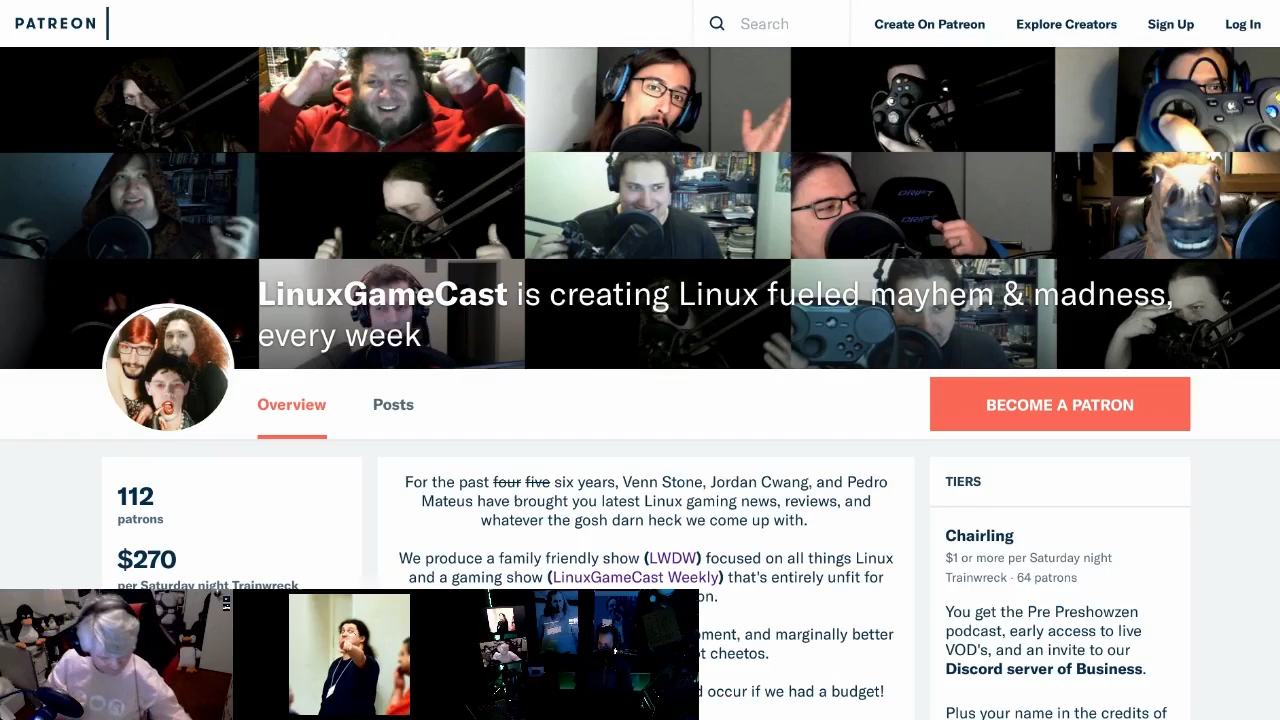 PATREON
Search
Create On Patreon
Explore Creators
Sign Up
Log In
DRIFT
LinuxGameCast is creating Linux fueled mayhem & madness,
every week
Overview
Posts
BECOME A PATRON
112
patrons
$270
per Saturday night Trainwreck
For the past four five six years, Venn Stone, Jordan Cwang, and Pedro
Mateus have brought you latest Linux gaming news, reviews, and
whatever the gosh darn heck we come up with.
We produce a family friendly show (LWDW) focused on all things Linux
and a gaming show (LinuxGameCast Weekly) that's entirely unfit for
on.
ment, and marginally better
t cheetos.
d occur if we had a budget!
TIERS
Chairling
$1 or more per Saturday night
Trainwreck · 64 patrons
You get the Pre Preshowzen
podcast, early access to live
VOD's, and an invite to our
Discord server of Business.
Plus your name in the credits of